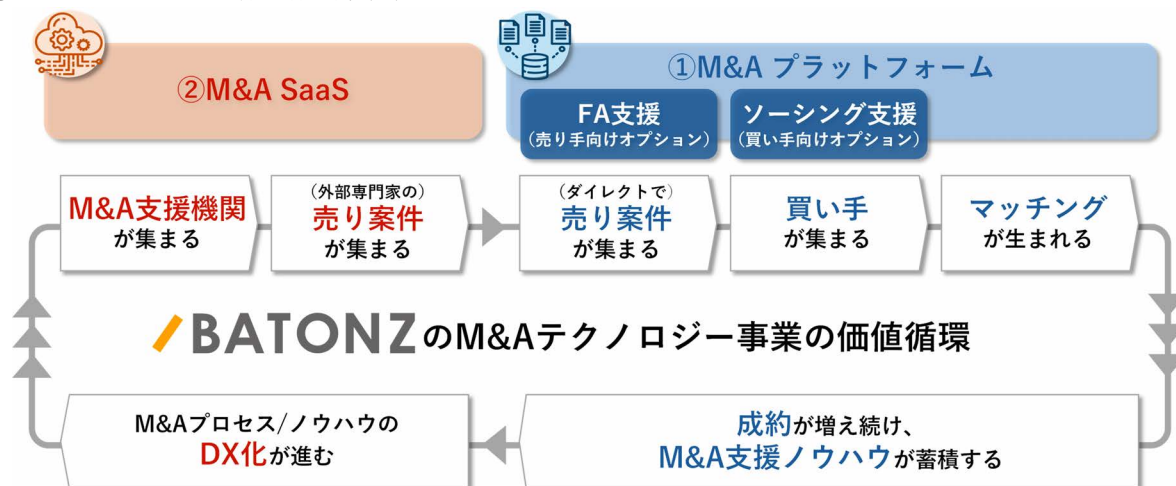 ②M&A SaaS
①M&A プラットフォーム
FA支援
(売り手向けオプション)
ソーシング支援
(買い手向けオプション)
M&A支援機関
が集まる
(外部専門家の)
売り案件
が集まる
(ダイレクトで)
売り案件
が集まる
買い手
が集まる
マッチング
が生まれる
BATONZのM&Aテクノロジー事業の価値循環
M&Aプロセス/ノウハウの
DX化が進む
成約が増え続け、
M&A支援ノウハウが蓄積する